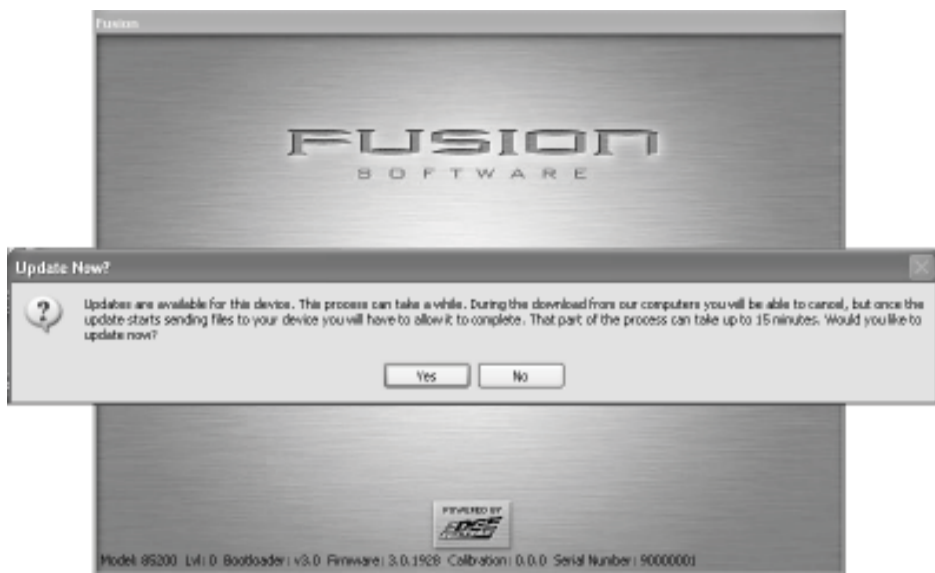 Fusion
FUSION
SOFTWARE
Update Now?
Updates are available for this device. This process can take a while. During the download from our computers you will be able to cancel, but once the
update starts sending files to your device you will have to allow it to complete. That part of the process can take up to 15 minutes. Would you like to
update now?
Yes
No
POWERED BY
EDGE
Model: 85200 Lvl: 0 Bootloader: v3.0 Firmware: 3.0.1928 Calibration: 0.0.0 Serial Number: 90000001